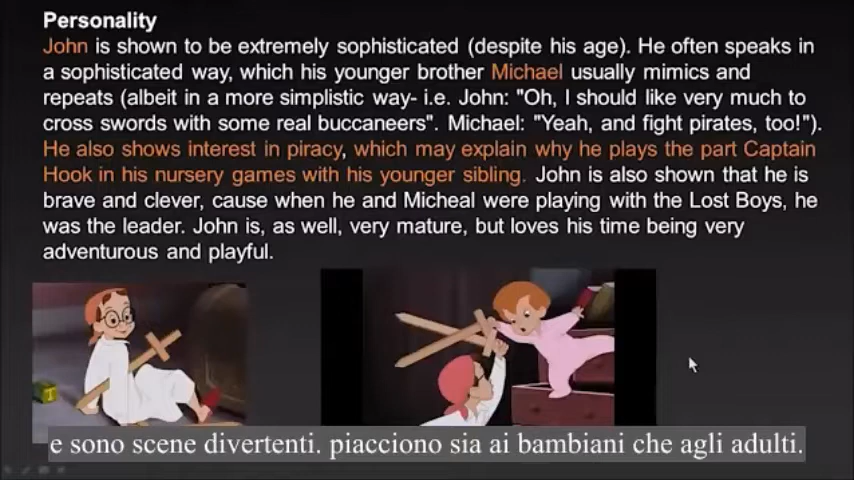 Personality
John is shown to be extremely sophisticated (despite his age). He often speaks in
a sophisticated way, which his younger brother Michael usually mimics and
repeats (albeit in a more simplistic way- i.e. John: "Oh, I should like very much to
cross swords with some real buccaneers". Michael: "Yeah, and fight pirates, too!").
He also shows interest in piracy, which may explain why he plays the part Captain
Hook in his nursery games with his younger sibling. John is also shown that he is
brave and clever, cause when he and Micheal were playing with the Lost Boys, he
was the leader. John is, as well, very mature, but loves his time being very
adventurous and playful.
e sono scene divertenti. piacciono sia ai bambiani che agli adulti.